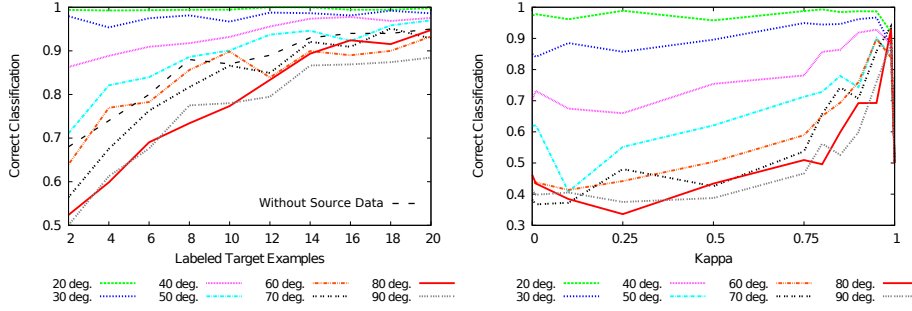 Correct Classification
1
0.9
0.8
0.7
0.6
0.5
Without Source Data
2 4 6 8 10 12 14 16 18 20
Labeled Target Examples
20 deg. 40 deg. 60 deg. 80 deg.
30 deg. 50 deg. 70 deg. 90 deg.
Correct Classification
1
0.9
0.8
0.7
0.6
0.5
0.4
0.3
0 0.25 0.5 0.75 1
Kappa
20 deg. 40 deg. 60 deg. 80 deg.
30 deg. 50 deg. 70 deg. 90 deg.